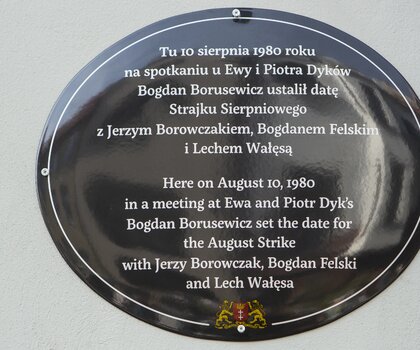 Tu 10 sierpnia 1980 roku
na spotkaniu u Ewy i Piotra Dyków
Bogdan Borusewicz ustalił datę
Strajku Sierpniowego
z Jerzym Borowczakiem, Bogdanem Felskim
i Lechem Wałęsą
Here on August 10, 1980
in a meeting at Ewa and Piotr Dyk's
Bogdan Borusewicz set the date for
the August Strike
with Jerzy Borowczak, Bogdan Felski
and Lech Wałęsa